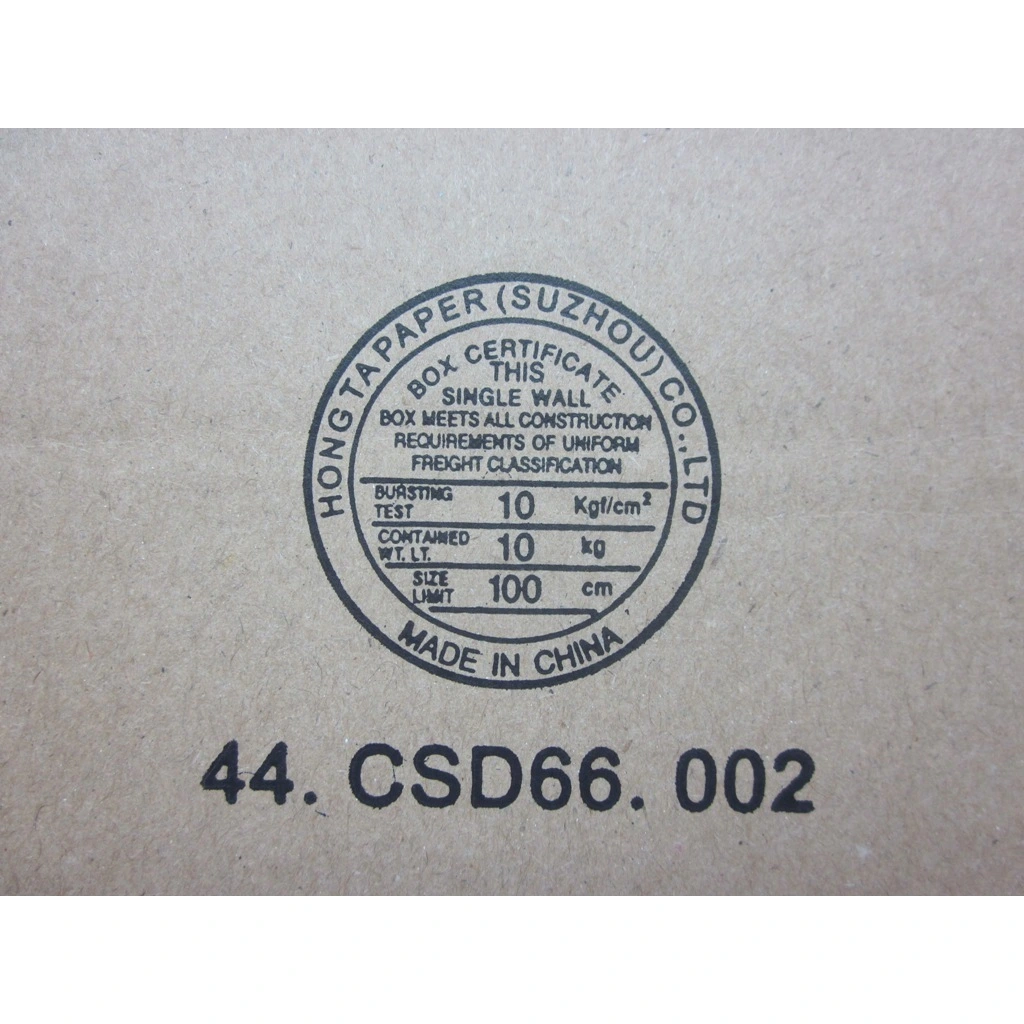 HONG TA PAPER (SUZHOU) CO.,LTD
BOX CERTIFICATE
THIS
SINGLE WALL
BOX MEETS ALL CONSTRUCTION
REQUIREMENTS OF UNIFORM
FREIGHT CLASSIFICATION
BURSTING TEST 10 Kgf/cm²
CONTAINED WT. LT. 10 kg
SIZE LIMIT 100 cm
MADE IN CHINA
44. CSD66. 002